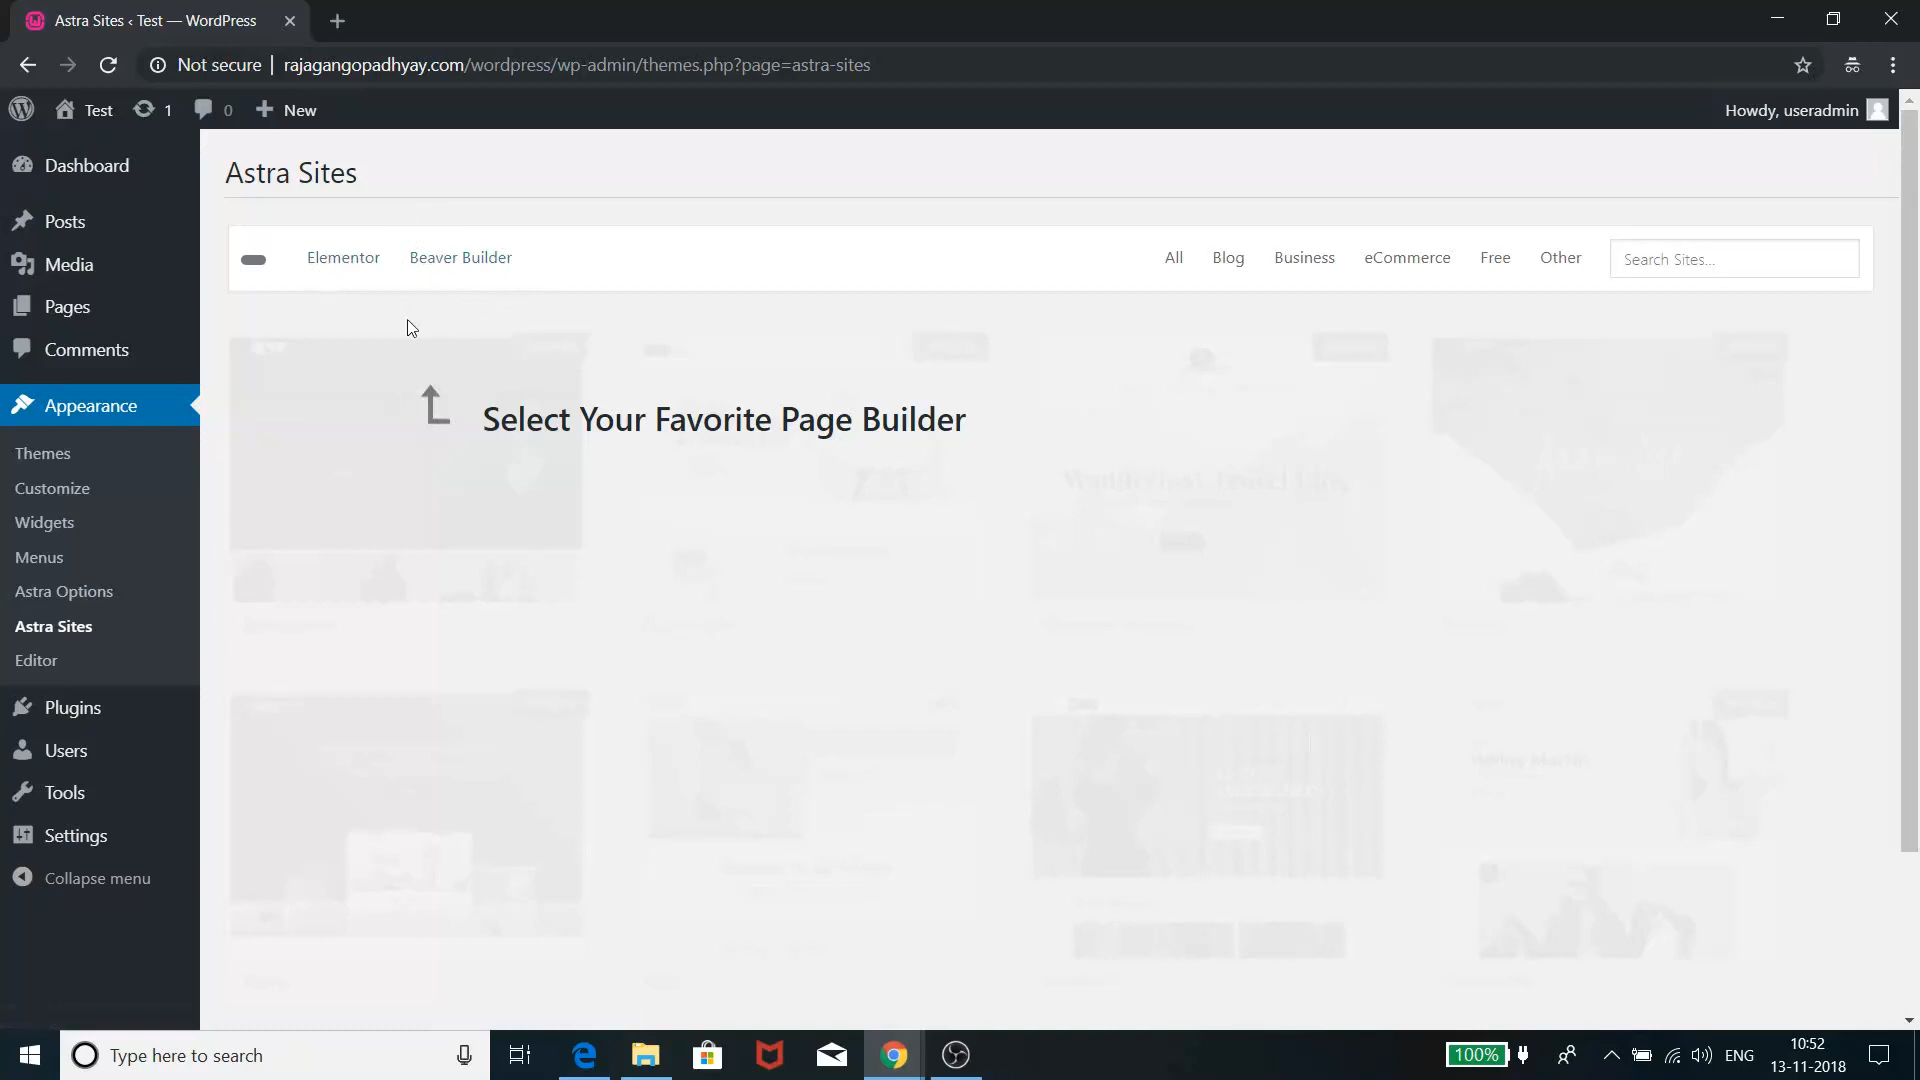 Astra Sites ‹ Test — WordPress
Not secure | rajagangopadhyay.com/wordpress/wp-admin/themes.php?page=astra-sites
Test 1 0 New Howdy, useradmin
Dashboard
Posts
Media
Pages
Comments
Appearance
Themes
Customize
Widgets
Menus
Astra Options
Astra Sites
Editor
Plugins
Users
Tools
Settings
Collapse menu
Astra Sites
Elementor Beaver Builder All Blog Business eCommerce Free Other Search Sites...
Select Your Favorite Page Builder
Type here to search
100% ENG
10:52
13-11-2018